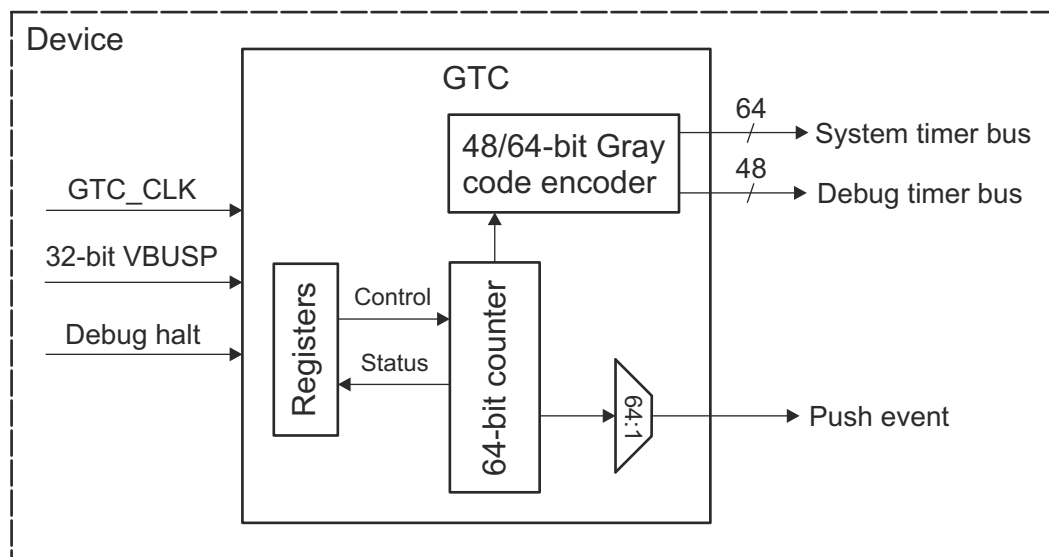 Device
GTC
48/64-bit Gray
code encoder
64
System timer bus
48
Debug timer bus
GTC_CLK
32-bit VBUSP
Debug halt
Registers
Control
Status
64-bit counter
64:1
Push event